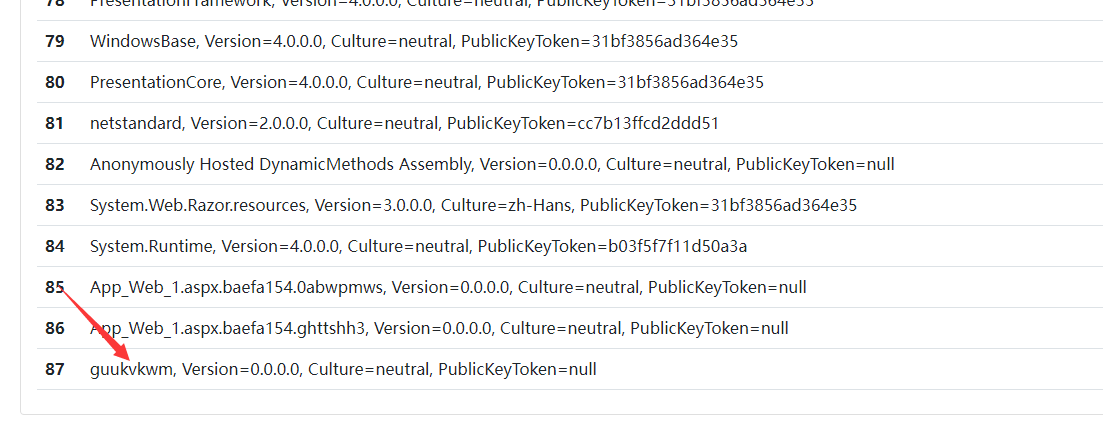 78 PresentationFramework, Version=4.0.0.0, Culture=neutral, PublicKeyToken=31bf3856ad364e35
79 WindowsBase, Version=4.0.0.0, Culture=neutral, PublicKeyToken=31bf3856ad364e35
80 PresentationCore, Version=4.0.0.0, Culture=neutral, PublicKeyToken=31bf3856ad364e35
81 netstandard, Version=2.0.0.0, Culture=neutral, PublicKeyToken=cc7b13ffcd2ddd51
82 Anonymously Hosted DynamicMethods Assembly, Version=0.0.0.0, Culture=neutral, PublicKeyToken=null
83 System.Web.Razor.resources, Version=3.0.0.0, Culture=zh-Hans, PublicKeyToken=31bf3856ad364e35
84 System.Runtime, Version=4.0.0.0, Culture=neutral, PublicKeyToken=b03f5f7f11d50a3a
85 App_Web_1.aspx.baefa154.0abwpmws, Version=0.0.0.0, Culture=neutral, PublicKeyToken=null
86 App_Web_1.aspx.baefa154.ghttshh3, Version=0.0.0.0, Culture=neutral, PublicKeyToken=null
87 guukvkwm, Version=0.0.0.0, Culture=neutral, PublicKeyToken=null